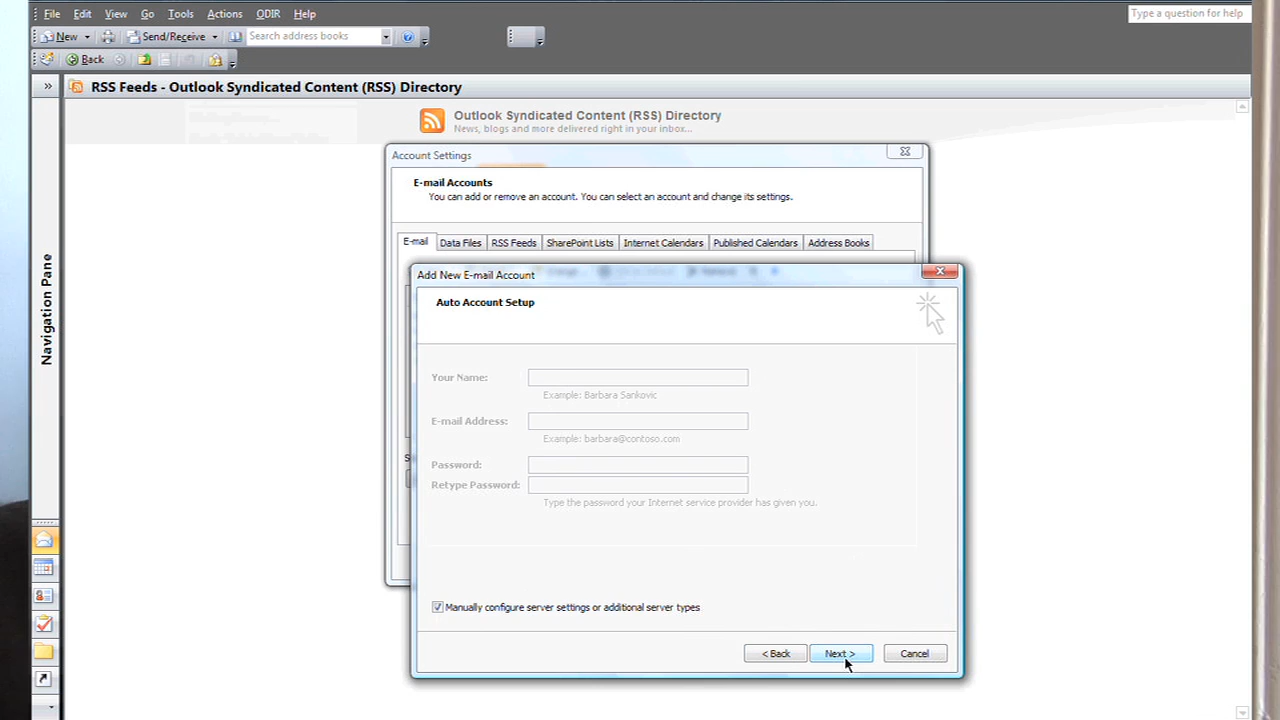 File Edit View Go Tools Actions ODIR Help
Type a question for help
New Send/Receive Search address books
Back
» RSS Feeds - Outlook Syndicated Content (RSS) Directory
Outlook Syndicated Content (RSS) Directory
News, blogs and more delivered right in your inbox...
Navigation Pane
Account Settings
E-mail Accounts
You can add or remove an account. You can select an account and change its settings.
E-mail Data Files RSS Feeds SharePoint Lists Internet Calendars Published Calendars Address Books
Add New E-mail Account
Auto Account Setup
Your Name:
Example: Barbara Sankovic
E-mail Address:
Example: barbara@contoso.com
Password:
Retype Password:
Type the password your Internet service provider has given you.
Manually configure server settings or additional server types
< Back Next > Cancel